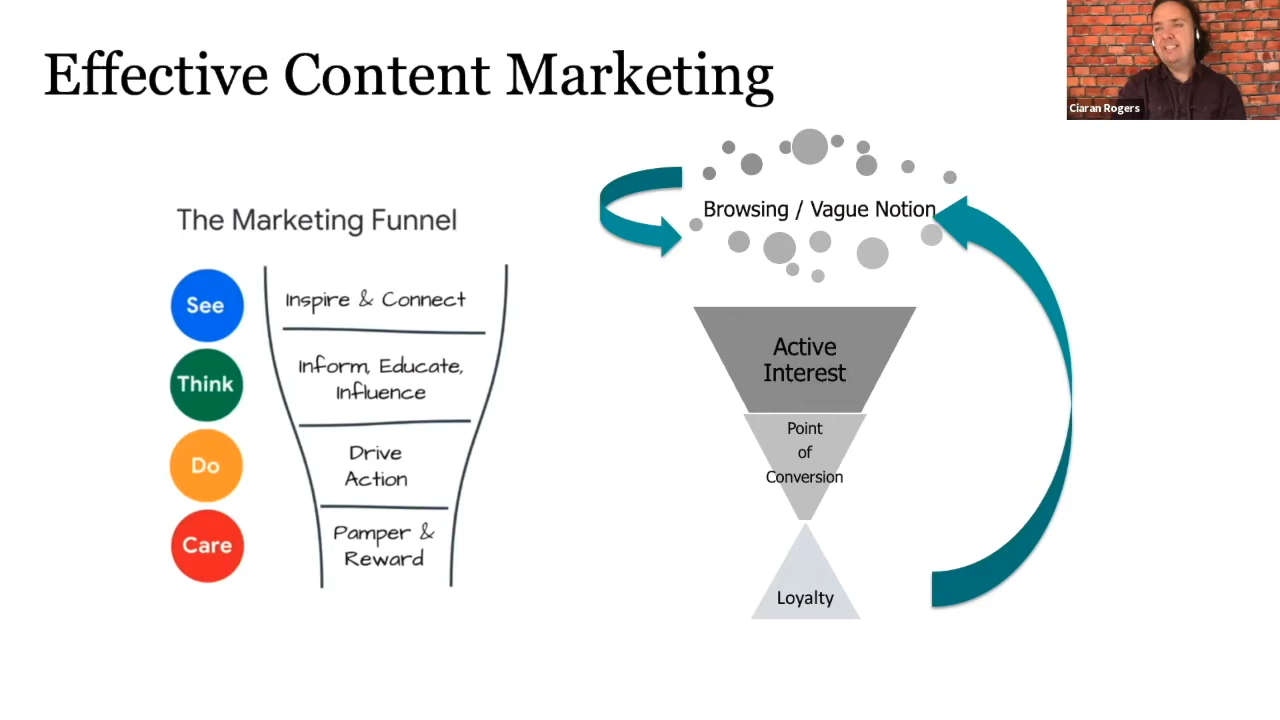 Effective Content Marketing
Ciaran Rogers
The Marketing Funnel
See
Inspire & Connect
Think
Inform, Educate,
Influence
Do
Drive
Action
Care
Pamper &
Reward
Browsing / Vague Notion
Active
Interest
Point
of
Conversion
Loyalty